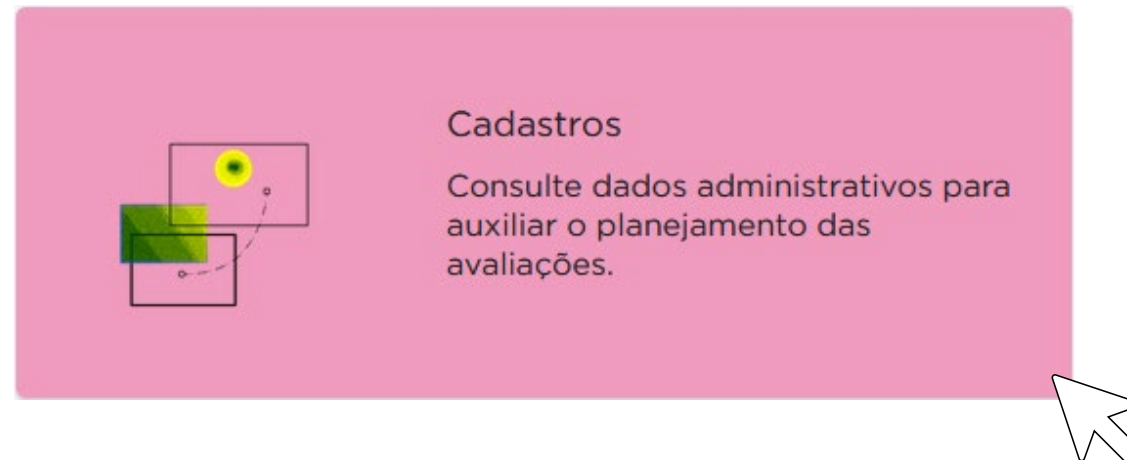 Cadastros
Consulte dados administrativos para
auxiliar o planejamento das
avaliações.